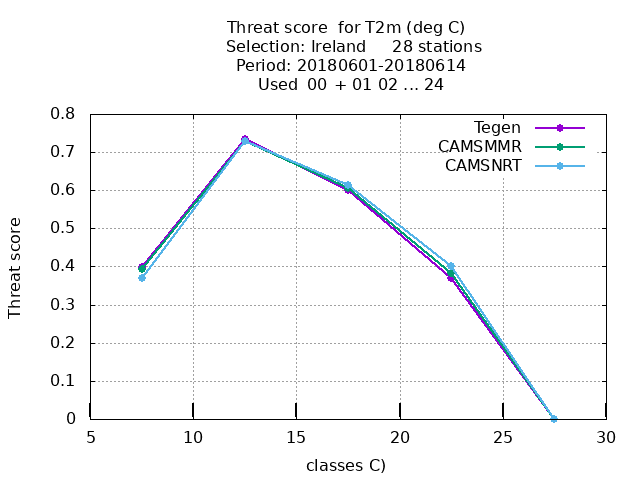 Threat score  for T2m (deg C)
Selection: Ireland     28 stations
Period: 20180601-20180614
Used  00  + 01 02 ... 24
0.8
0.7
0.6
0.5
0.4
0.3
0.2
0.1
0
Threat score
Tegen
CAMSMMR
CAMSNRT
5 10 15 20 25 30
classes C)